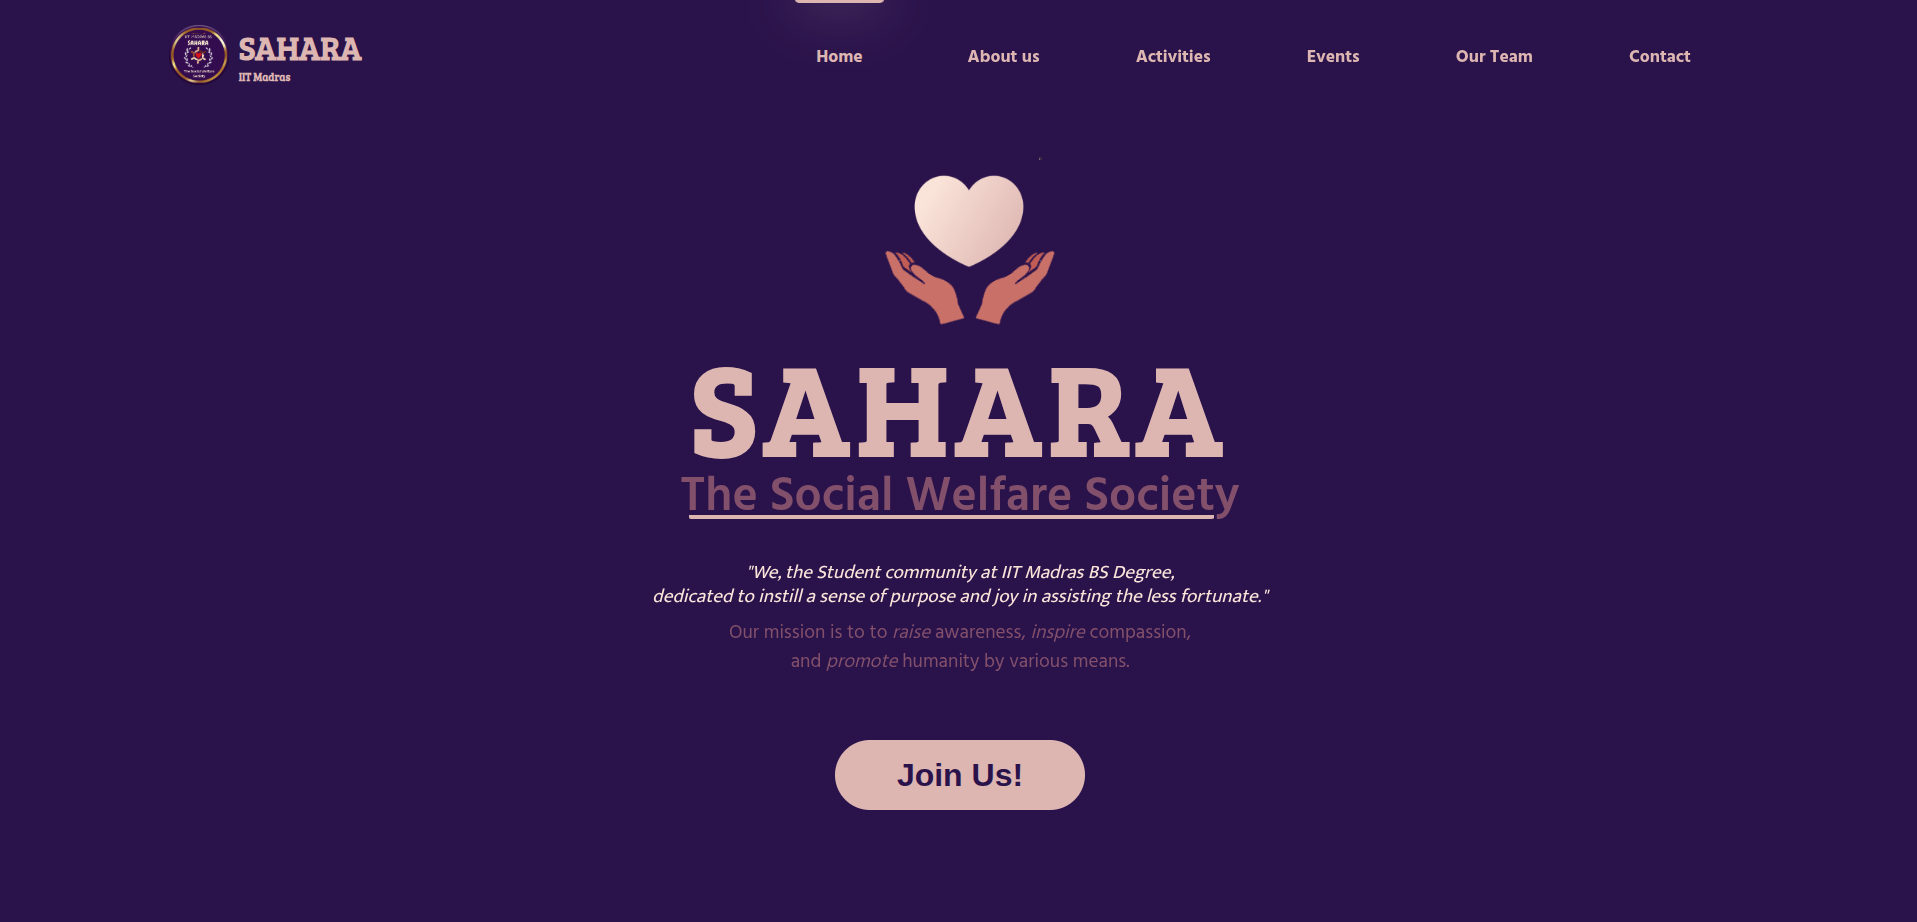 SAHARA
IIT Madras
Home
About us
Activities
Events
Our Team
Contact
SAHARA
SAHARA
The Social Welfare Society
"We, the Student community at IIT Madras BS Degree,
dedicated to instill a sense of purpose and joy in assisting the less fortunate."
Our mission is to to raise awareness, inspire compassion,
and promote humanity by various means.
Join Us!